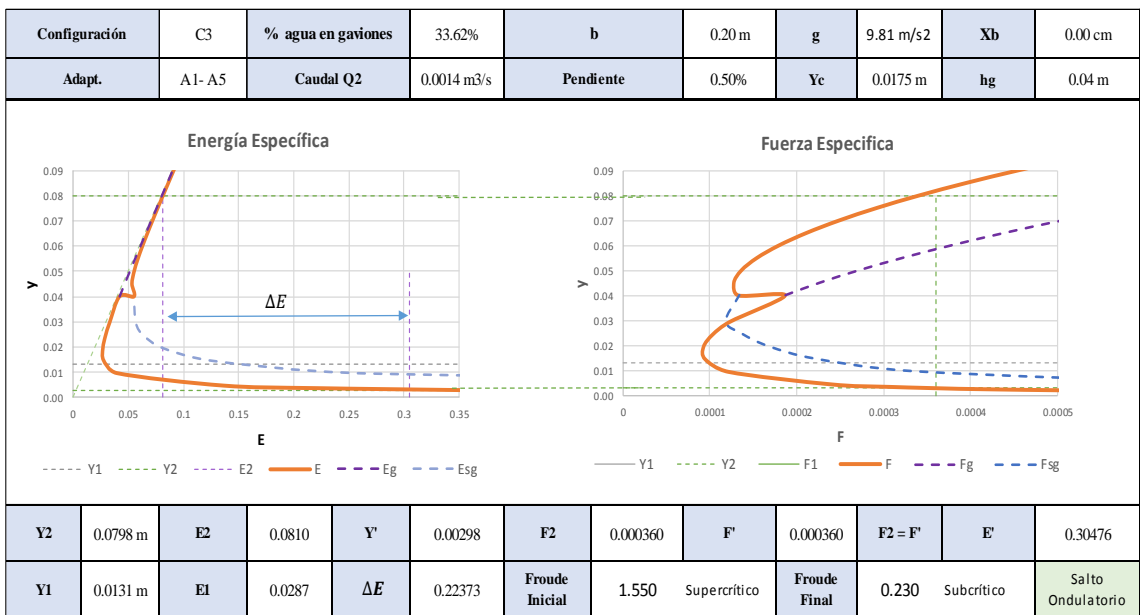 Configuración C3 % agua en gaviones 33.62% b 0.20 m g 9.81 m/s2 Xb 0.00 cm
Adapt. A1- A5 Caudal Q2 0.0014 m3/s Pendiente 0.50% Yc 0.0175 m hg 0.04 m
Energía Específica
y
0.09
0.08
0.07
0.06
0.05
0.04
0.03
0.02
0.01
0.00
ΔE
0 0.05 0.1 0.15 0.2 0.25 0.3 0.35
E
Y1 Y2 E2 E Eg Esg
Fuerza Especifica
y
0.09
0.08
0.07
0.06
0.05
0.04
0.03
0.02
0.01
0.00
0 0.0001 0.0002 0.0003 0.0004 0.0005
F
Y1 Y2 F1 F Fg Fsg
Y2 0.0798 m E2 0.0810 Y' 0.00298 F2 0.000360 F' 0.000360 F2 = F' E' 0.30476
Y1 0.0131 m E1 0.0287 ΔE 0.22373 Froude Inicial 1.550 Supercrítico Froude Final 0.230 Subcrítico Salto Ondulatorio